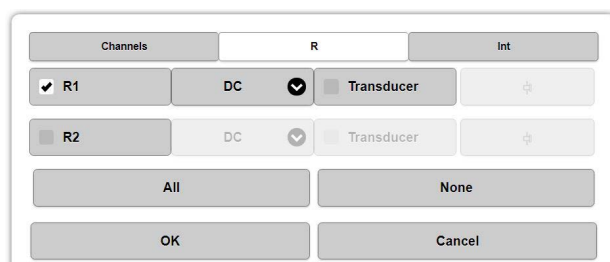 Channels R Int
R1 DC Transducer
R2 DC Transducer
All None
OK Cancel